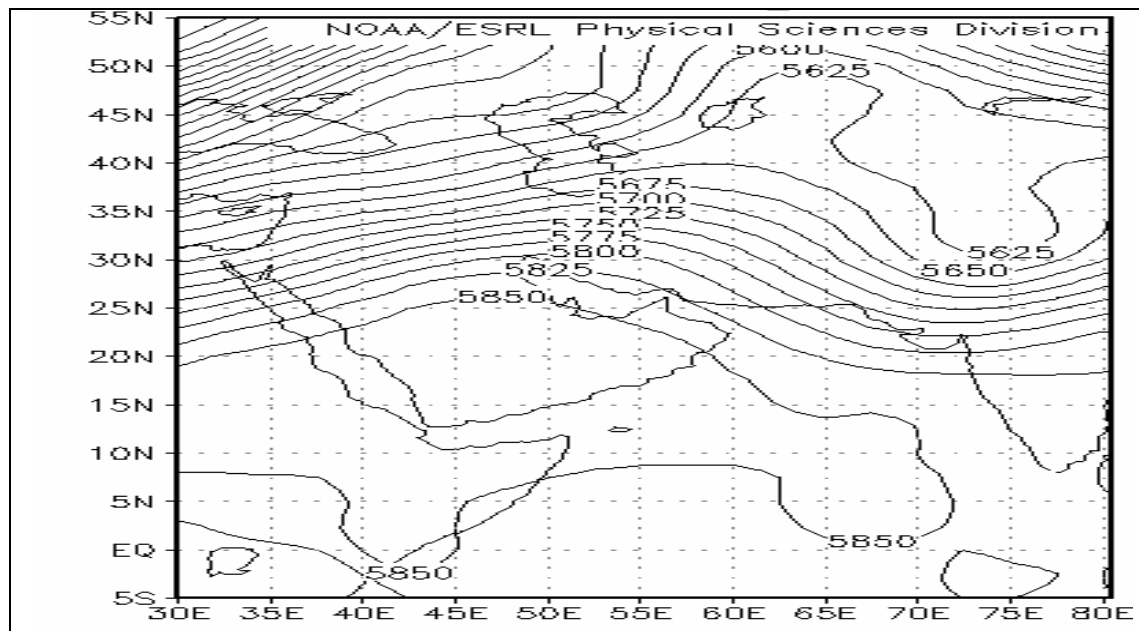 55N
NOAA/ESRL Physical Sciences Division
5600
50N
5625
45N
40N
5675
5700
35N
5725
5750
5775
5800
5625
30N
5825
5650
5850
25N
20N
15N
10N
5N
EQ
5850
5850
5S
30E 35E 40E 45E 50E 55E 60E 65E 70E 75E 80E